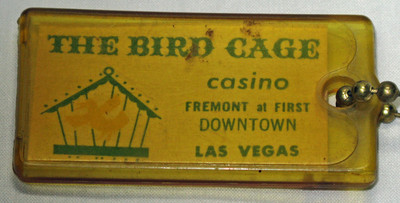 THE BIRD CAGE
casino
FREMONT at FIRST
DOWNTOWN
LAS VEGAS